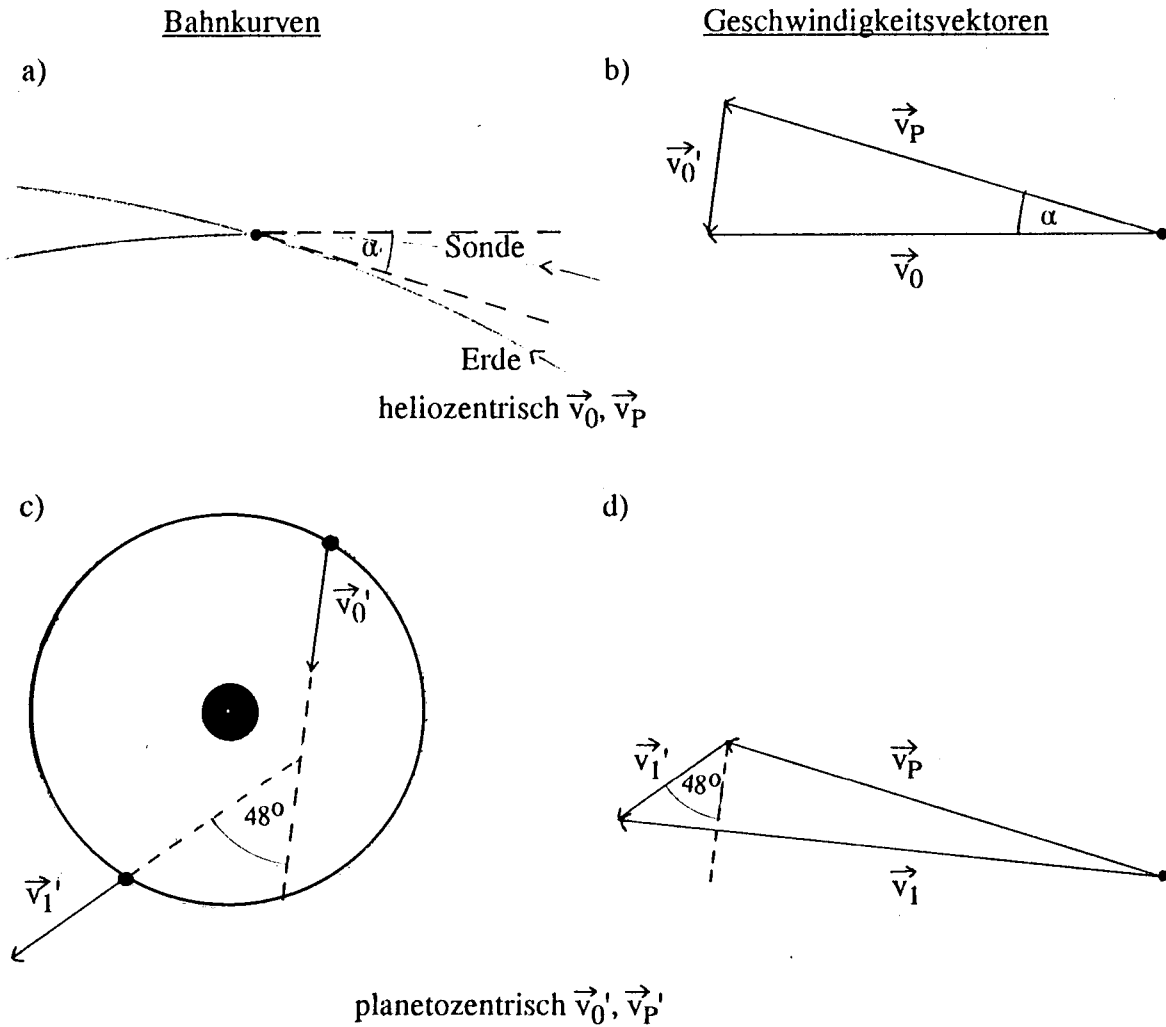 Bahnkurven
Geschwindigkeitsvektoren
a)
b)
α
Sonde
Erde
heliozentrisch v⃗₀, v⃗P
v⃗P
v⃗₀'
α
v⃗₀
c)
d)
v⃗₀'
48°
v⃗₁'
v⃗₁'
48°
v⃗P
v⃗₁
planetozentrisch v⃗₀', v⃗P'